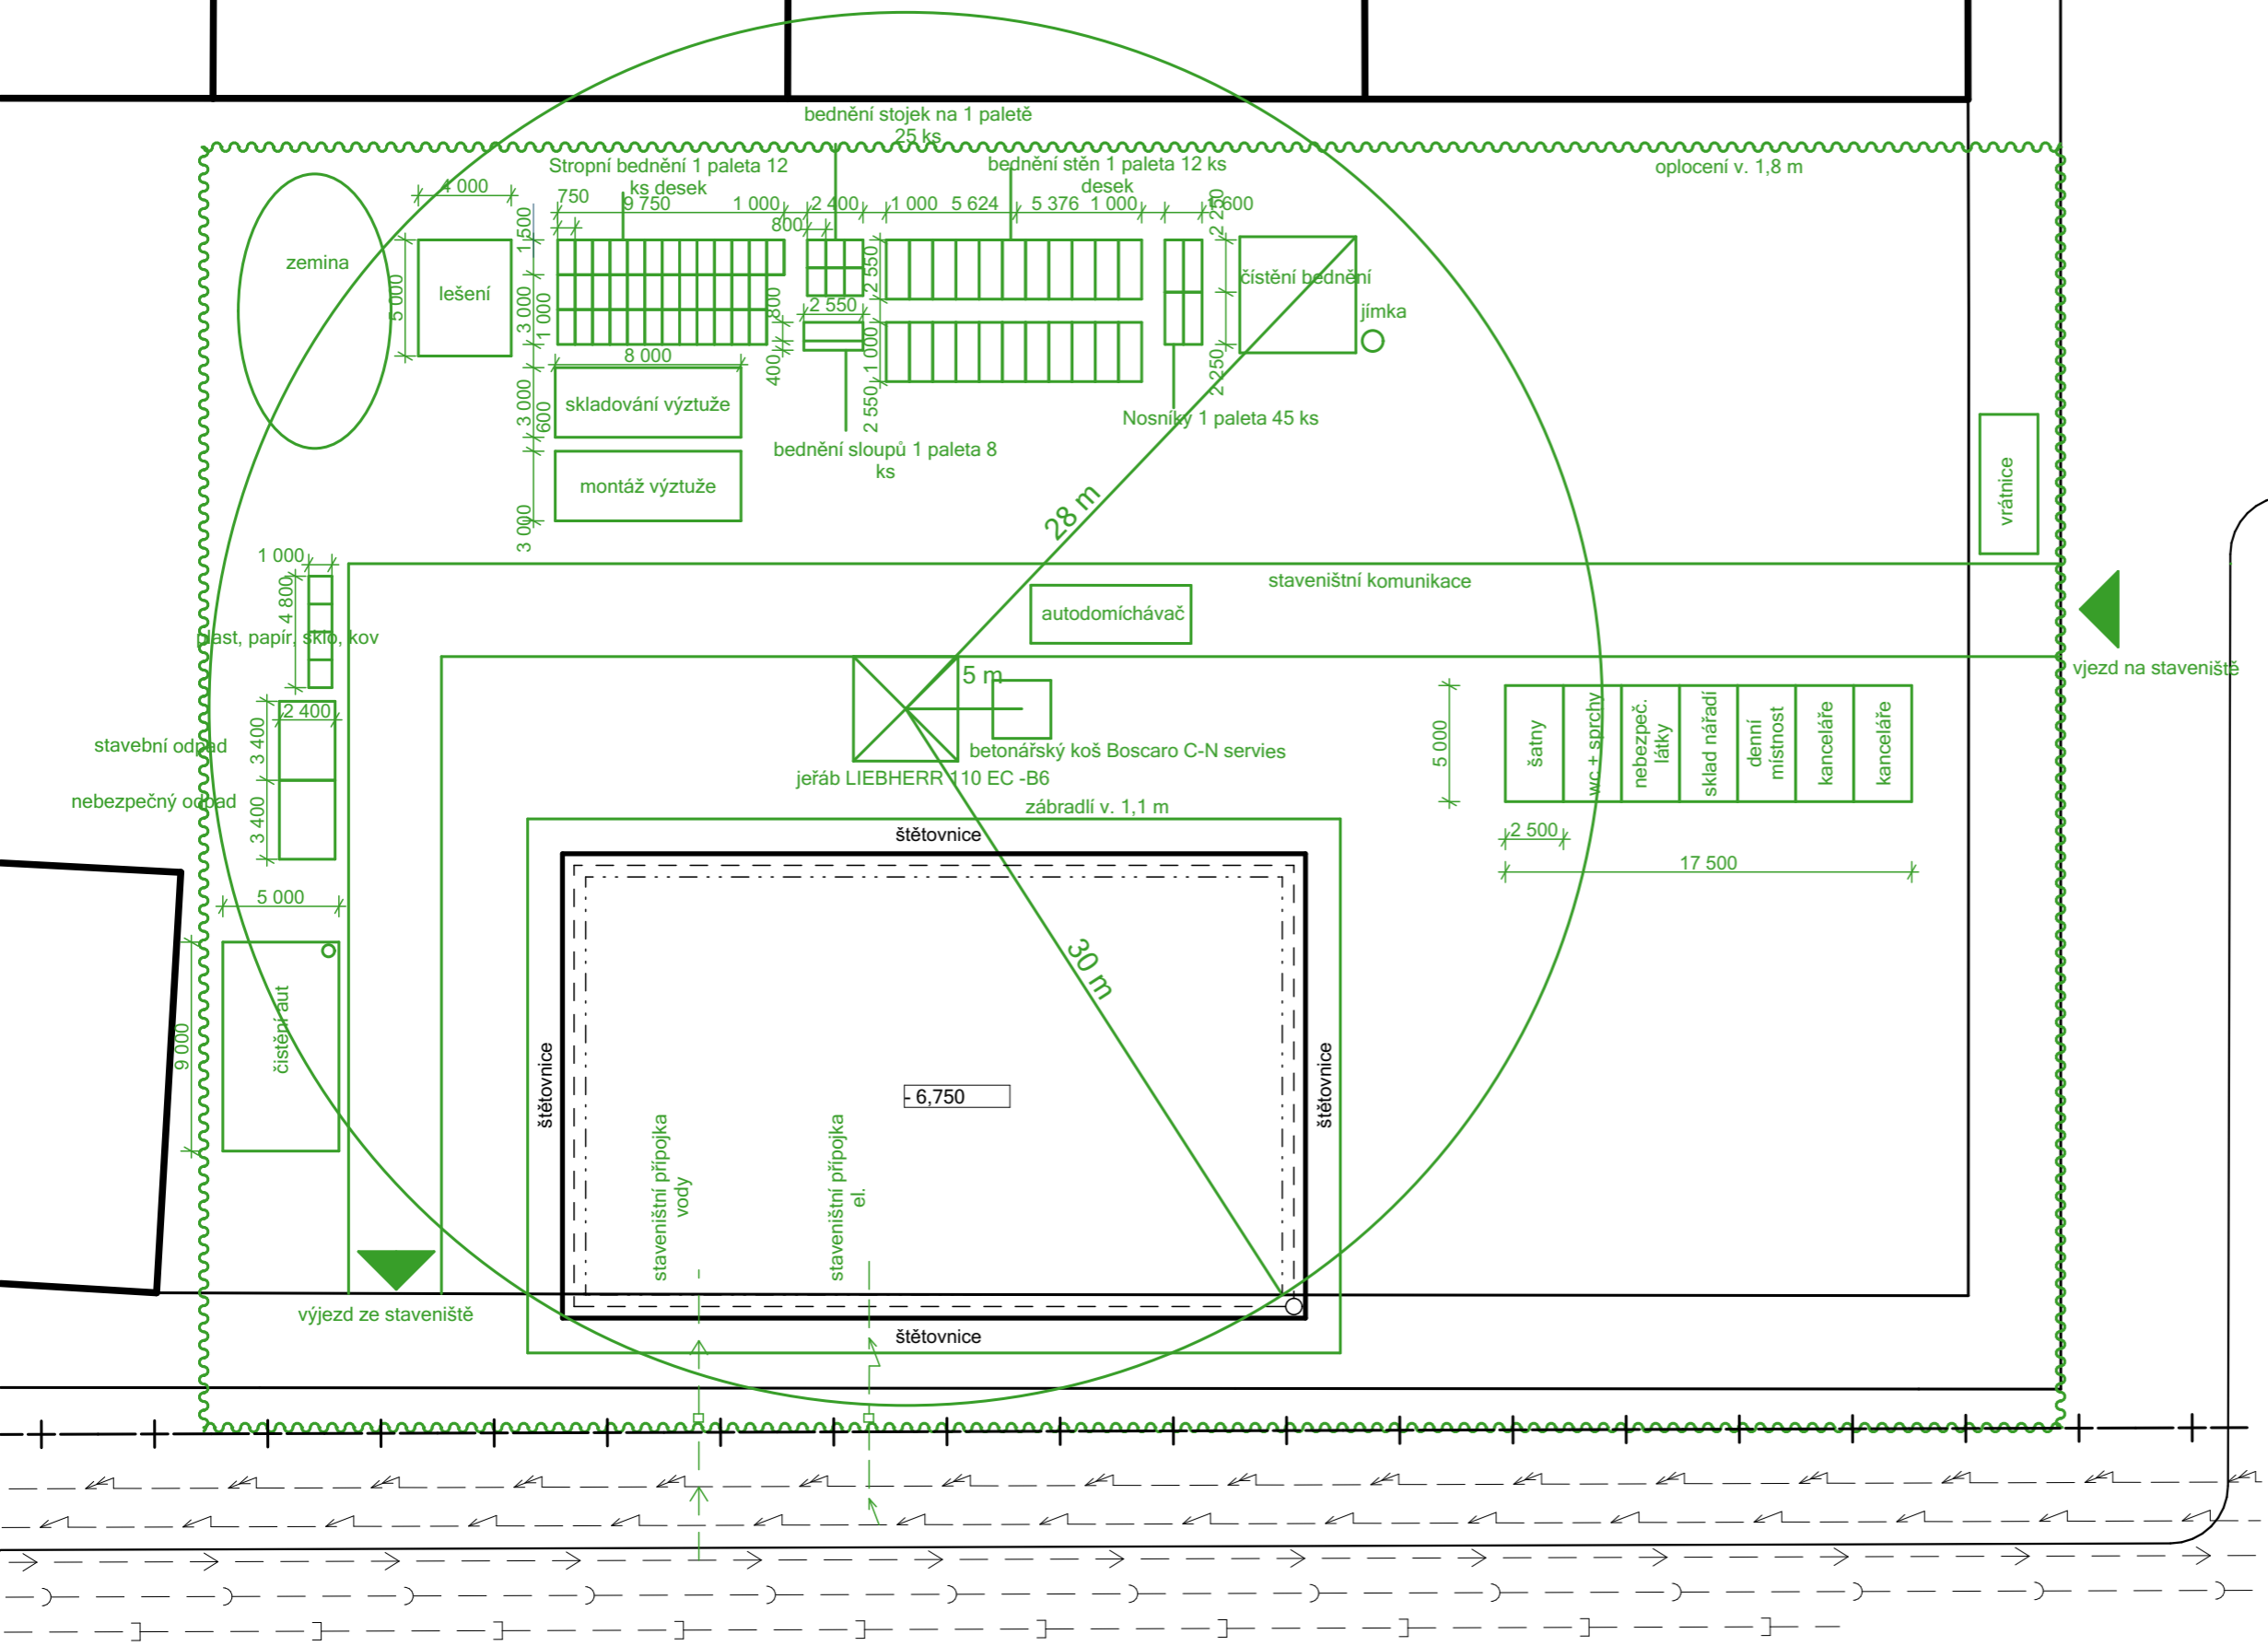 bednění stojek na 1 paletě
25 ks
Stropní bednění 1 paleta 12
ks desek
bednění stěn 1 paleta 12 ks
desek
oplocení v. 1,8 m
4 000
750
9 750
1 000
2 400
1 000
5 624
5 376
1 000
1 600
2 250
800
1 500
zemina
lešení
5 000
3 000
1 000
800
2 550
2 550
čístění bednění
jímka
8 000
400
1 000
2 250
3 000
600
skladování výztuže
2 550
Nosníky 1 paleta 45 ks
bednění sloupů 1 paleta 8
ks
montáž výztuže
3 000
28 m
vrátnice
1 000
4 800
staveništní komunikace
autodomíchávač
plast, papír, sklo, kov
5 m
vjezd na staveniště
2 400
3 400
stavební odpad
betonářský koš Boscaro C-N servies
jeřáb LIEBHERR 110 EC -B6
5 000
šatny
wc + sprchy
nebezpeč.
látky
sklad nářadí
denní
místnost
kanceláře
kanceláře
nebezpečný odpad
3 400
zábradlí v. 1,1 m
štětovnice
2 500
17 500
5 000
30 m
9 000
čistění aut
štětovnice
štětovnice
- 6,750
staveništní přípojka
vody
staveništní přípojka
el.
výjezd ze staveniště
štětovnice